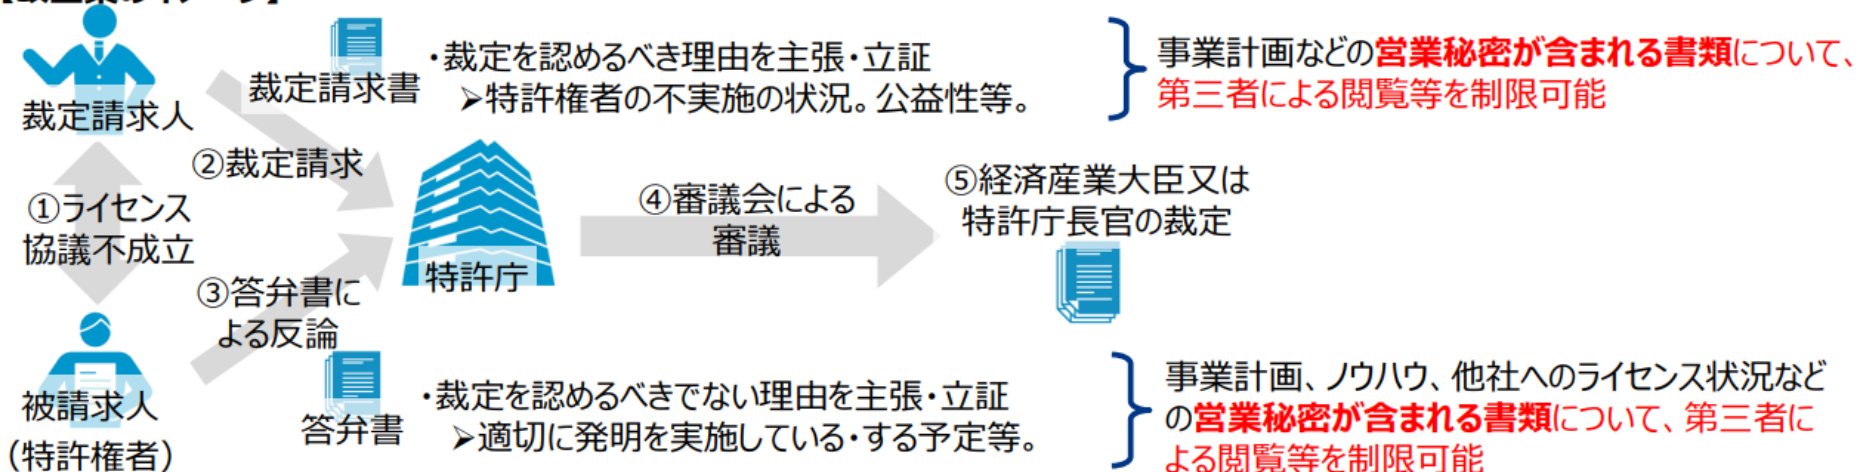 裁定請求人
裁定請求書
・裁定を認めるべき理由を主張・立証
➢特許権者の不実施の状況。公益性等。
事業計画などの営業秘密が含まれる書類について、
第三者による閲覧等を制限可能
①ライセンス
協議不成立
②裁定請求
特許庁
④審議会による
審議
⑤経済産業大臣又は
特許庁長官の裁定
③答弁書に
よる反論
被請求人
(特許権者)
答弁書
・裁定を認めるべきでない理由を主張・立証
➢適切に発明を実施している・する予定等。
事業計画、ノウハウ、他社へのライセンス状況など
の営業秘密が含まれる書類について、第三者に
よる閲覧等を制限可能